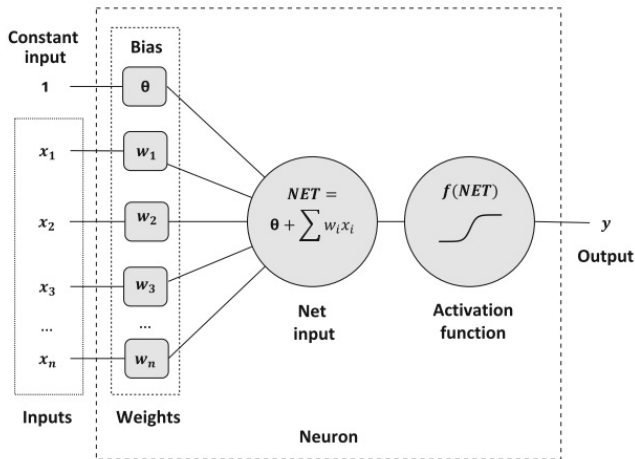 Constant
input
Bias
1
θ
x₁
w₁
x₂
w₂
x₃
w₃
...
...
xₙ
wₙ
Inputs
Weights
NET =
θ + ∑ wᵢxᵢ
Net
input
f(NET)
Activation
function
y
Output
Neuron